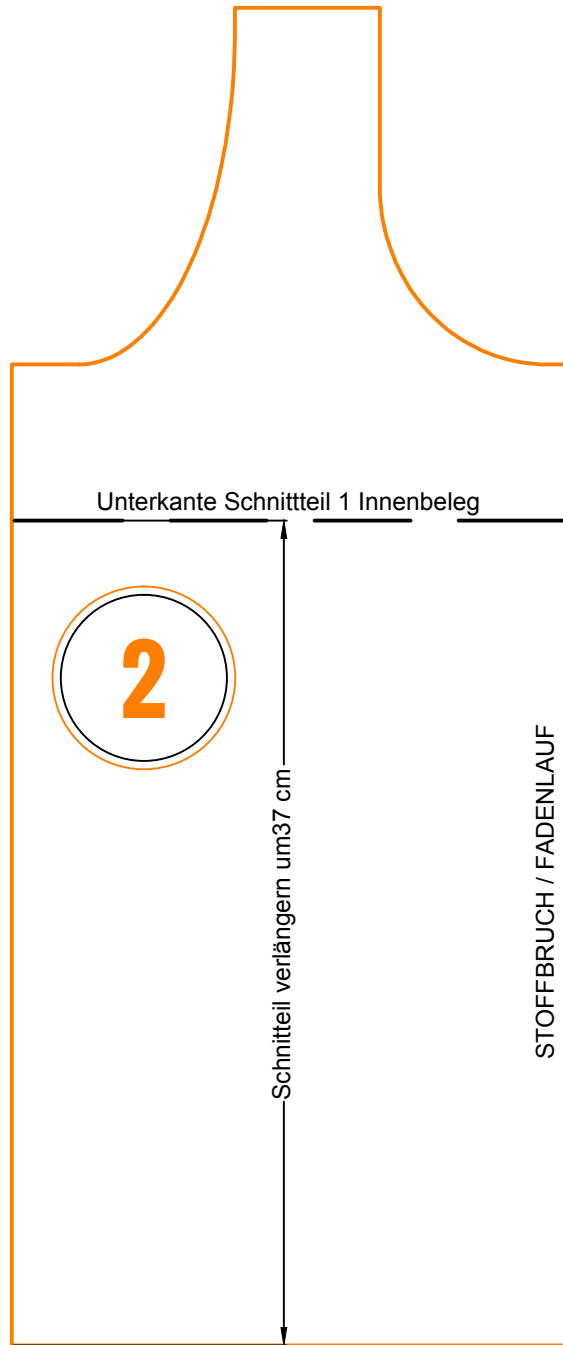 Unterkante Schnittteil 1 Innenbeleg
2
Schnitteil verlängern um37 cm
STOFFBRUCH / FADENLAUF